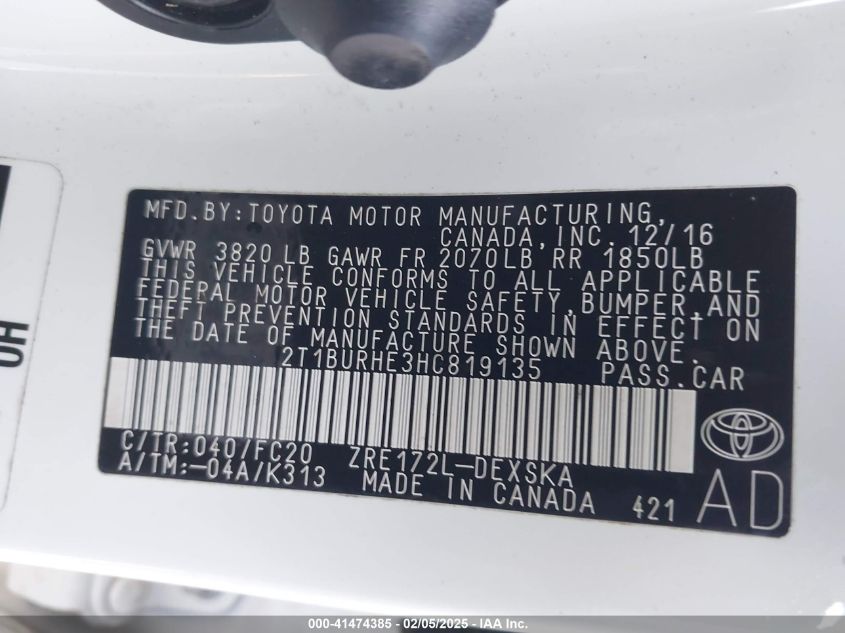 MFD.BY:TOYOTA MOTOR MANUFACTURING,
CANADA,INC. 12/16
GVWR 3820 LB GAWR FR 2070LB RR 1850LB
THIS VEHICLE CONFORMS TO ALL APPLICABLE
FEDERAL MOTOR VEHICLE SAFETY,BUMPER,AND
THEFT PREVENTION STANDARDS IN EFFECT ON
THE DATE OF MANUFACTURE SHOWN ABOVE.
2T1BURHE3HC819135 PASS.CAR
C/TR:040/FC20 ZRE172L-DEXSKA
A/TM:-04A/K313 MADE IN CANADA 421 AD
000-41474385 - 02/05/2025 - IAA Inc.